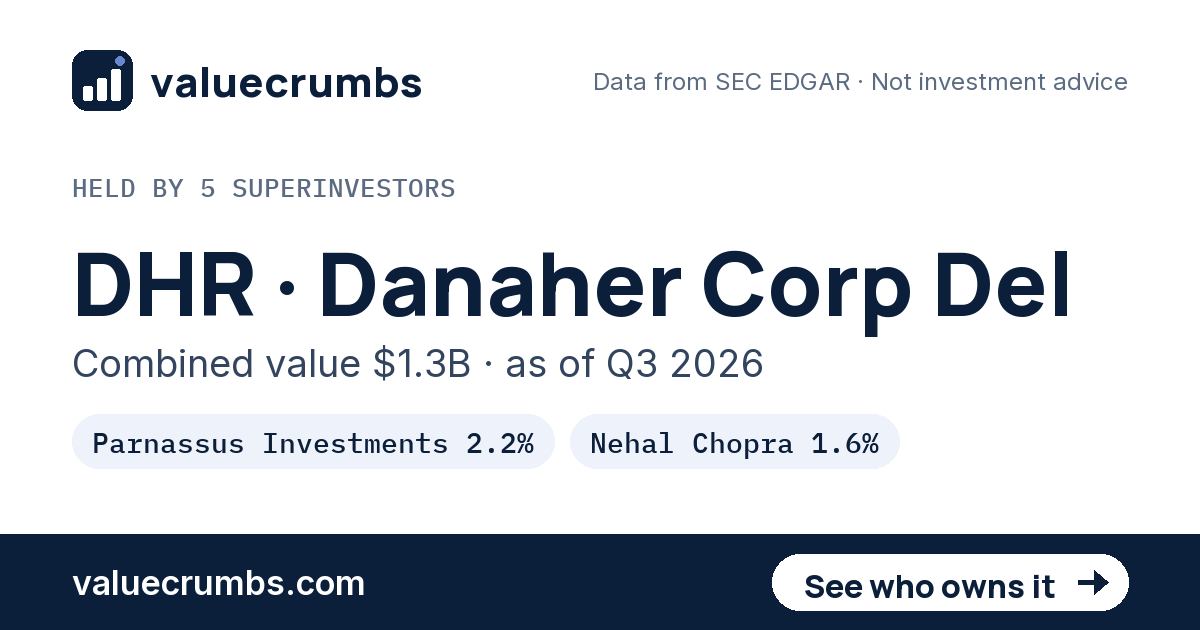 valuecrumbs
Data from SEC EDGAR · Not investment advice
HELD BY 5 SUPERINVESTORS
DHR · Danaher Corp Del
Combined value $1.3B · as of Q3 2026
Parnassus Investments 2.2%
Nehal Chopra 1.6%
valuecrumbs.com
See who owns it →